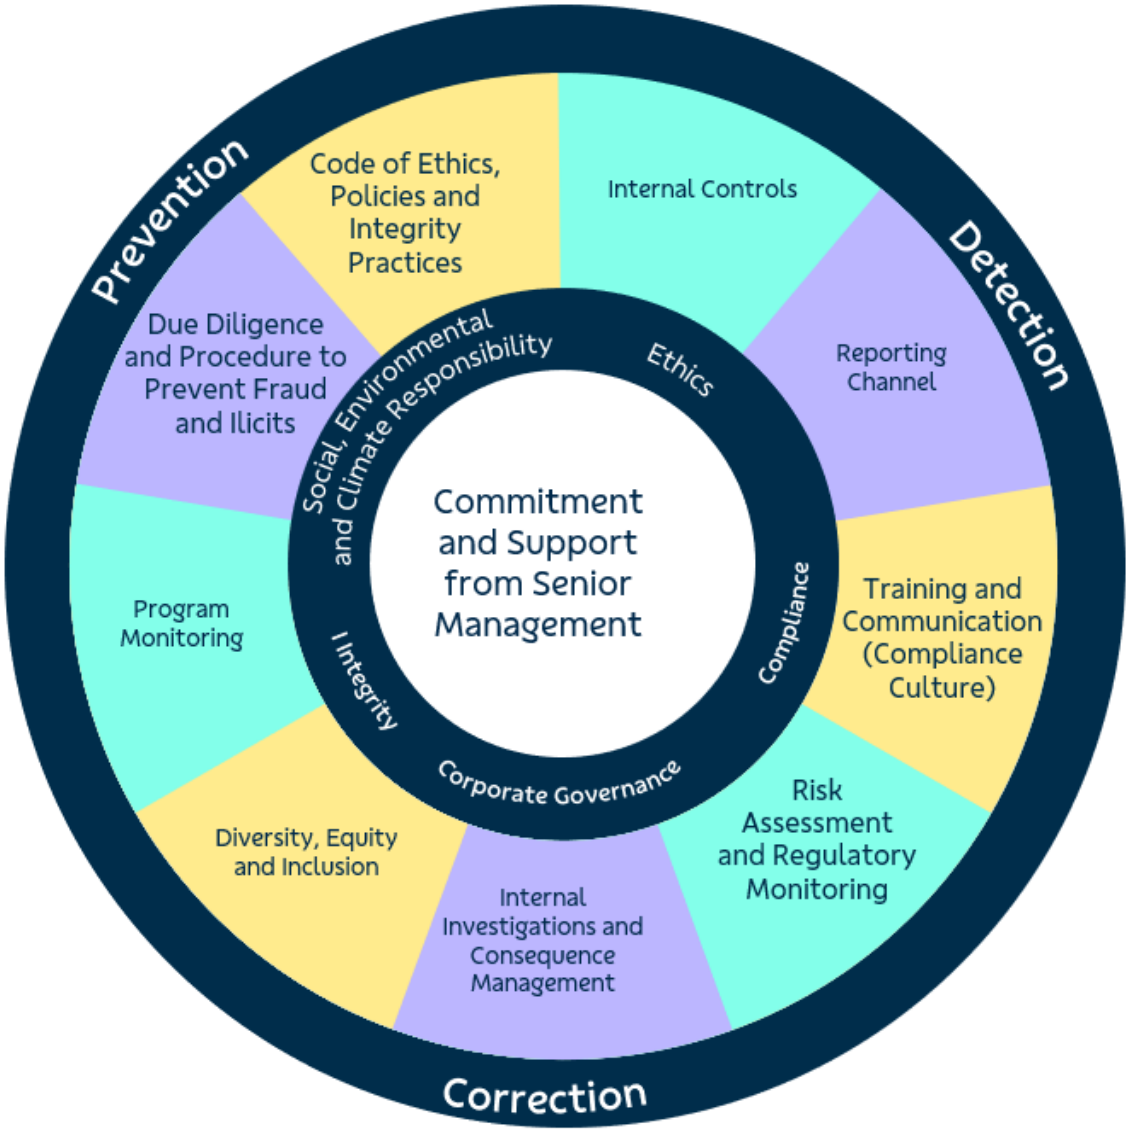 Prevention
Detection
Correction
Code of Ethics,
Policies and
Integrity
Practices
Internal Controls
Reporting
Channel
Training and
Communication
(Compliance
Culture)
Risk
Assessment
and Regulatory
Monitoring
Internal
Investigations and
Consequence
Management
Diversity, Equity
and Inclusion
Program
Monitoring
Due Diligence
and Procedure to
Prevent Fraud
and Ilicits
Social, Environmental
and Climate Responsibility
Ethics
Compliance
Corporate Governance
I Integrity
Commitment
and Support
from Senior
Management